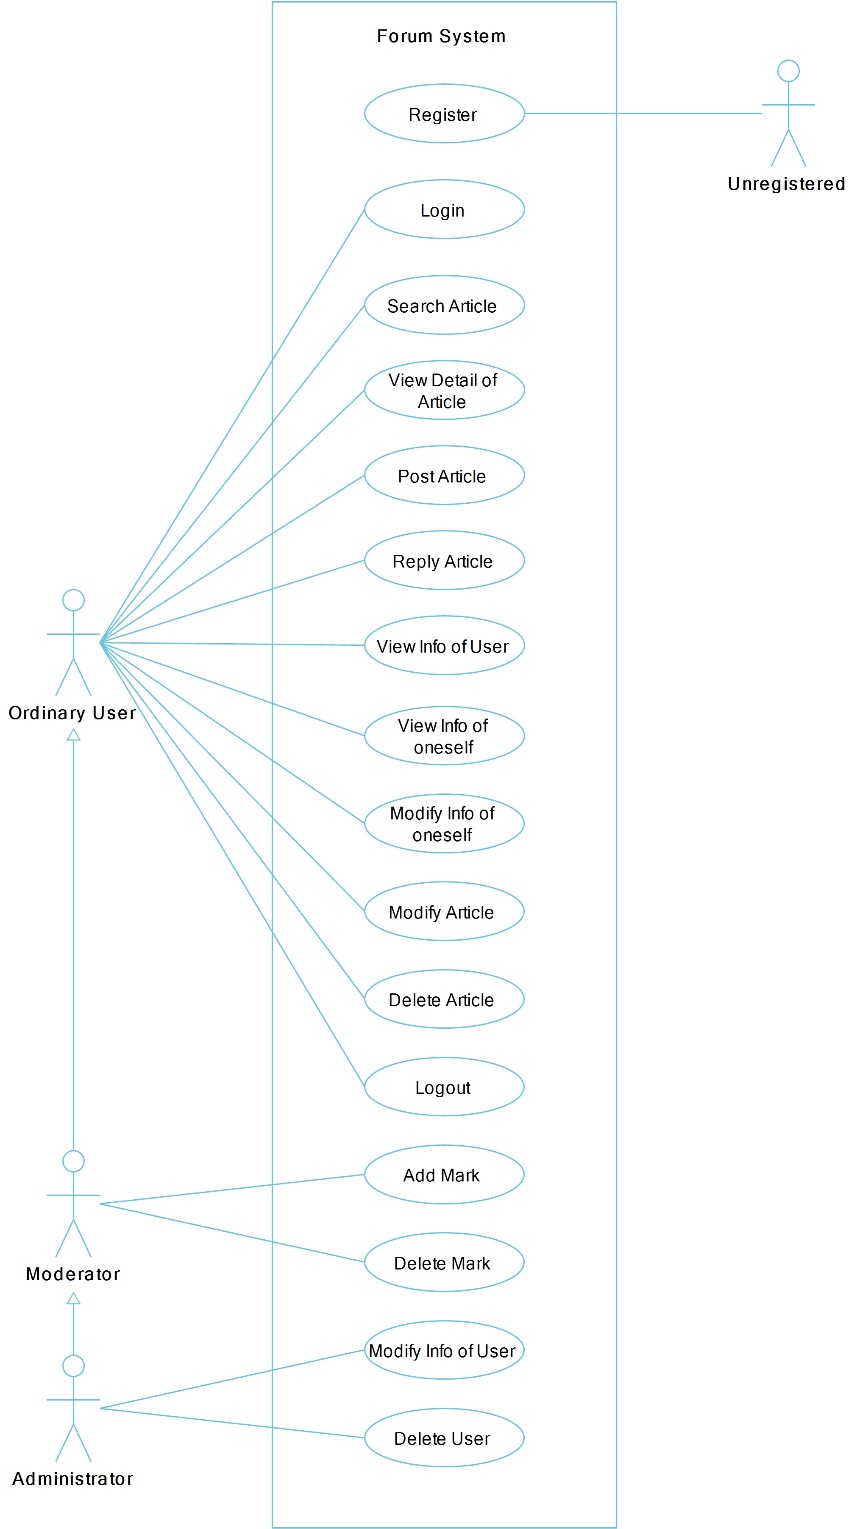 Forum System
Register
Unregistered
Login
Search Article
View Detail of
Article
Post Article
Reply Article
View Info of User
Ordinary User
View Info of
oneself
Modify Info of
oneself
Modify Article
Delete Article
Logout
Add Mark
Delete Mark
Moderator
Modify Info of User
Delete User
Administrator